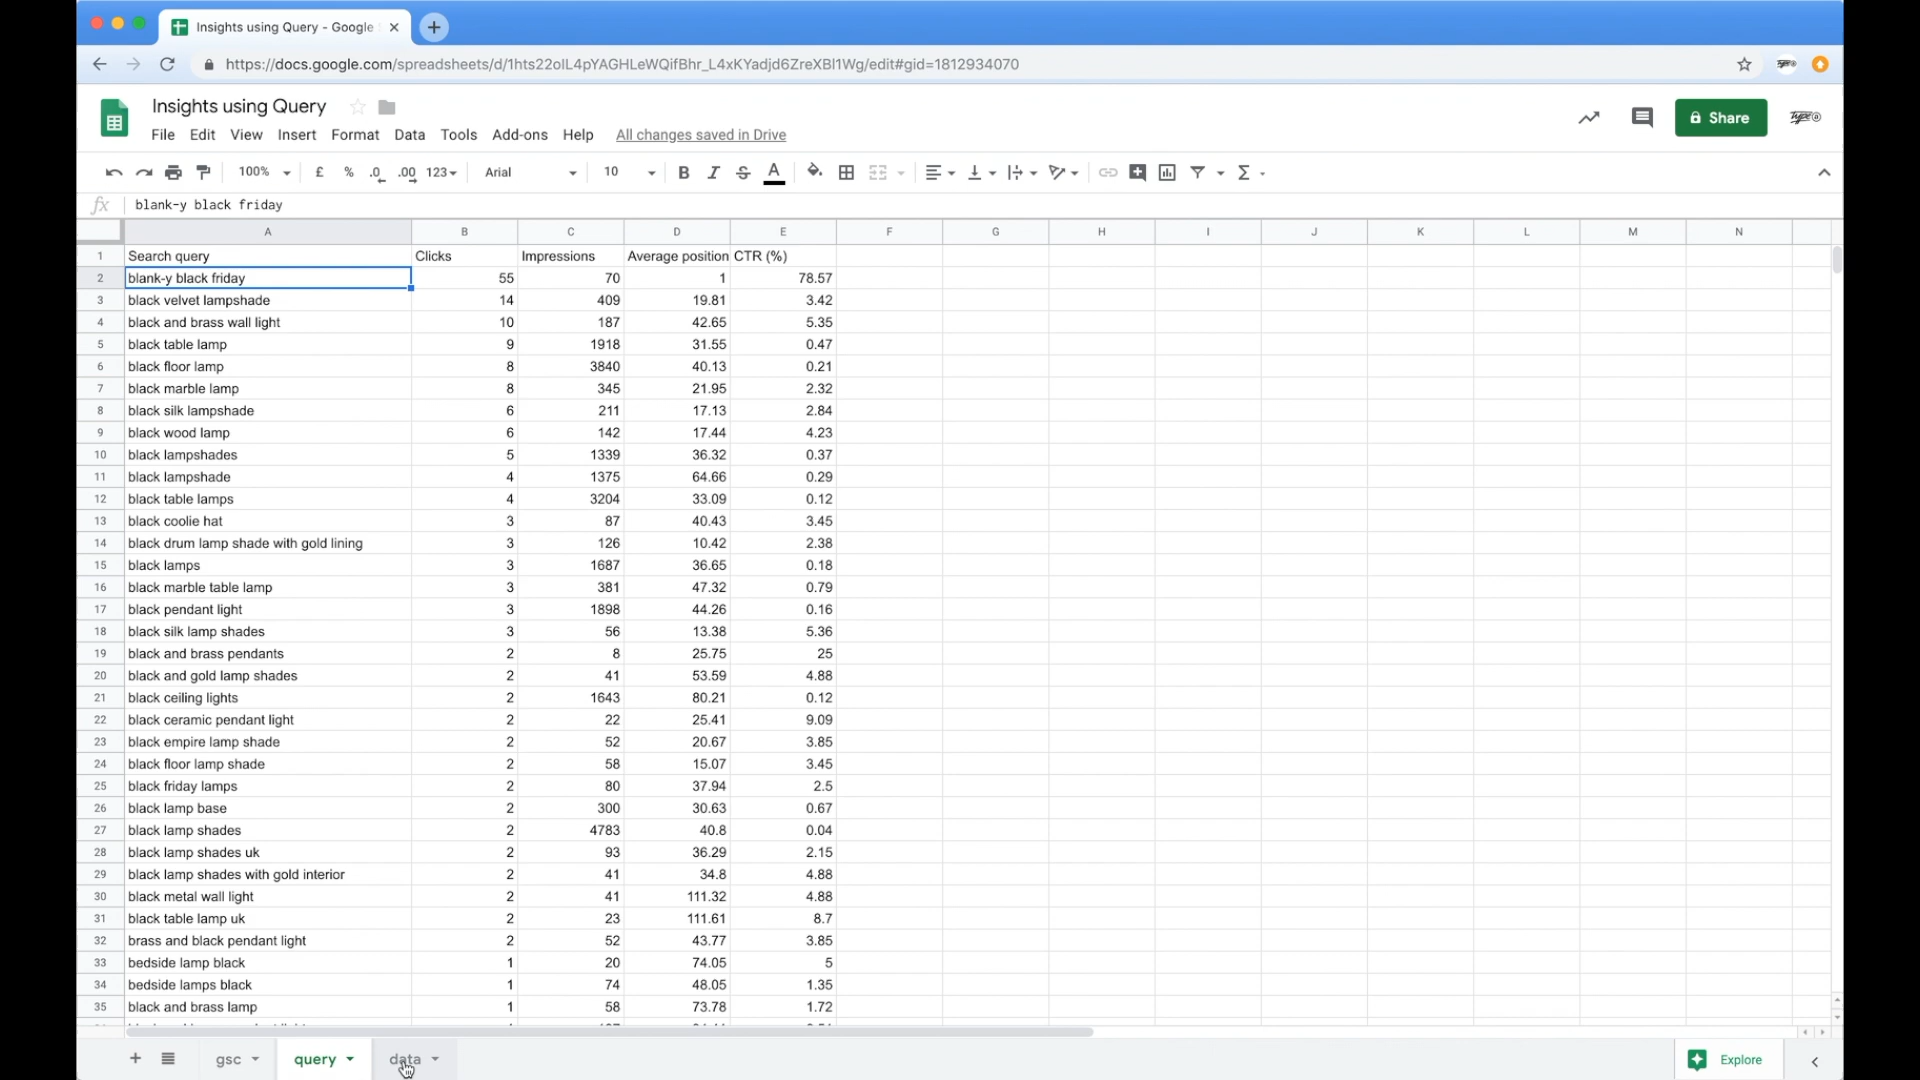 Insights using Query - Google
https://docs.google.com/spreadsheets/d/1hts22oIL4pYAGHLeWQifBhr_L4xKYadjd6ZreXBI1Wg/edit#gid=1812934070
Insights using Query
File Edit View Insert Format Data Tools Add-ons Help All changes saved in Drive
Share
100% £ % .0 .00 123 Arial 10 B I S A Σ
fx blank-y black friday
A B C D E F G H I J K L M N
1 Search query Clicks Impressions Average position CTR (%)
2 blank-y black friday 55 70 1 78.57
3 black velvet lampshade 14 409 19.81 3.42
4 black and brass wall light 10 187 42.65 5.35
5 black table lamp 9 1918 31.55 0.47
6 black floor lamp 8 3840 40.13 0.21
7 black marble lamp 8 345 21.95 2.32
8 black silk lampshade 6 211 17.13 2.84
9 black wood lamp 6 142 17.44 4.23
10 black lampshades 5 1339 36.32 0.37
11 black lampshade 4 1375 64.66 0.29
12 black table lamps 4 3204 33.09 0.12
13 black coolie hat 3 87 40.43 3.45
14 black drum lamp shade with gold lining 3 126 10.42 2.38
15 black lamps 3 1687 36.65 0.18
16 black marble table lamp 3 381 47.32 0.79
17 black pendant light 3 1898 44.26 0.16
18 black silk lamp shades 3 56 13.38 5.36
19 black and brass pendants 2 8 25.75 25
20 black and gold lamp shades 2 41 53.59 4.88
21 black ceiling lights 2 1643 80.21 0.12
22 black ceramic pendant light 2 22 25.41 9.09
23 black empire lamp shade 2 52 20.67 3.85
24 black floor lamp shade 2 58 15.07 3.45
25 black friday lamps 2 80 37.94 2.5
26 black lamp base 2 300 30.63 0.67
27 black lamp shades 2 4783 40.8 0.04
28 black lamp shades uk 2 93 36.29 2.15
29 black lamp shades with gold interior 2 41 34.8 4.88
30 black metal wall light 2 41 111.32 4.88
31 black table lamp uk 2 23 111.61 8.7
32 brass and black pendant light 2 52 43.77 3.85
33 bedside lamp black 1 20 74.05 5
34 bedside lamps black 1 74 48.05 1.35
35 black and brass lamp 1 58 73.78 1.72
gsc query data Explore